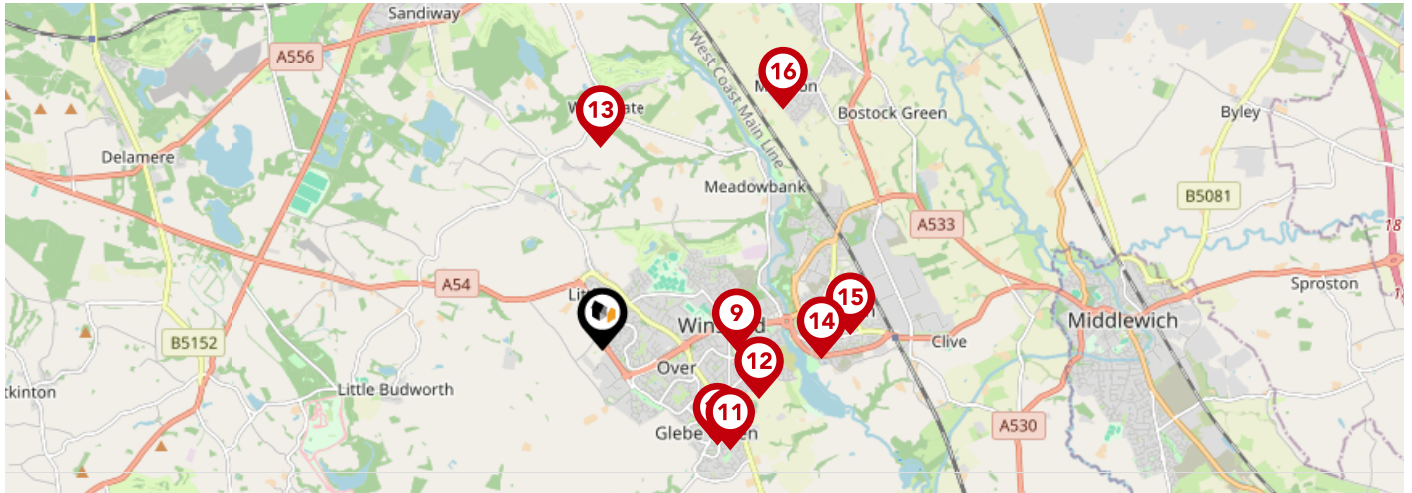 Sandiway
A556
West Coast Main Line
16
13
Bostock Green
Byley
Delamere
Meadowbank
B5081
A533
18
A54
Sproston
15
9
14
Middlewich
B5152
Clive
12
Over
Little Budworth
11
A530